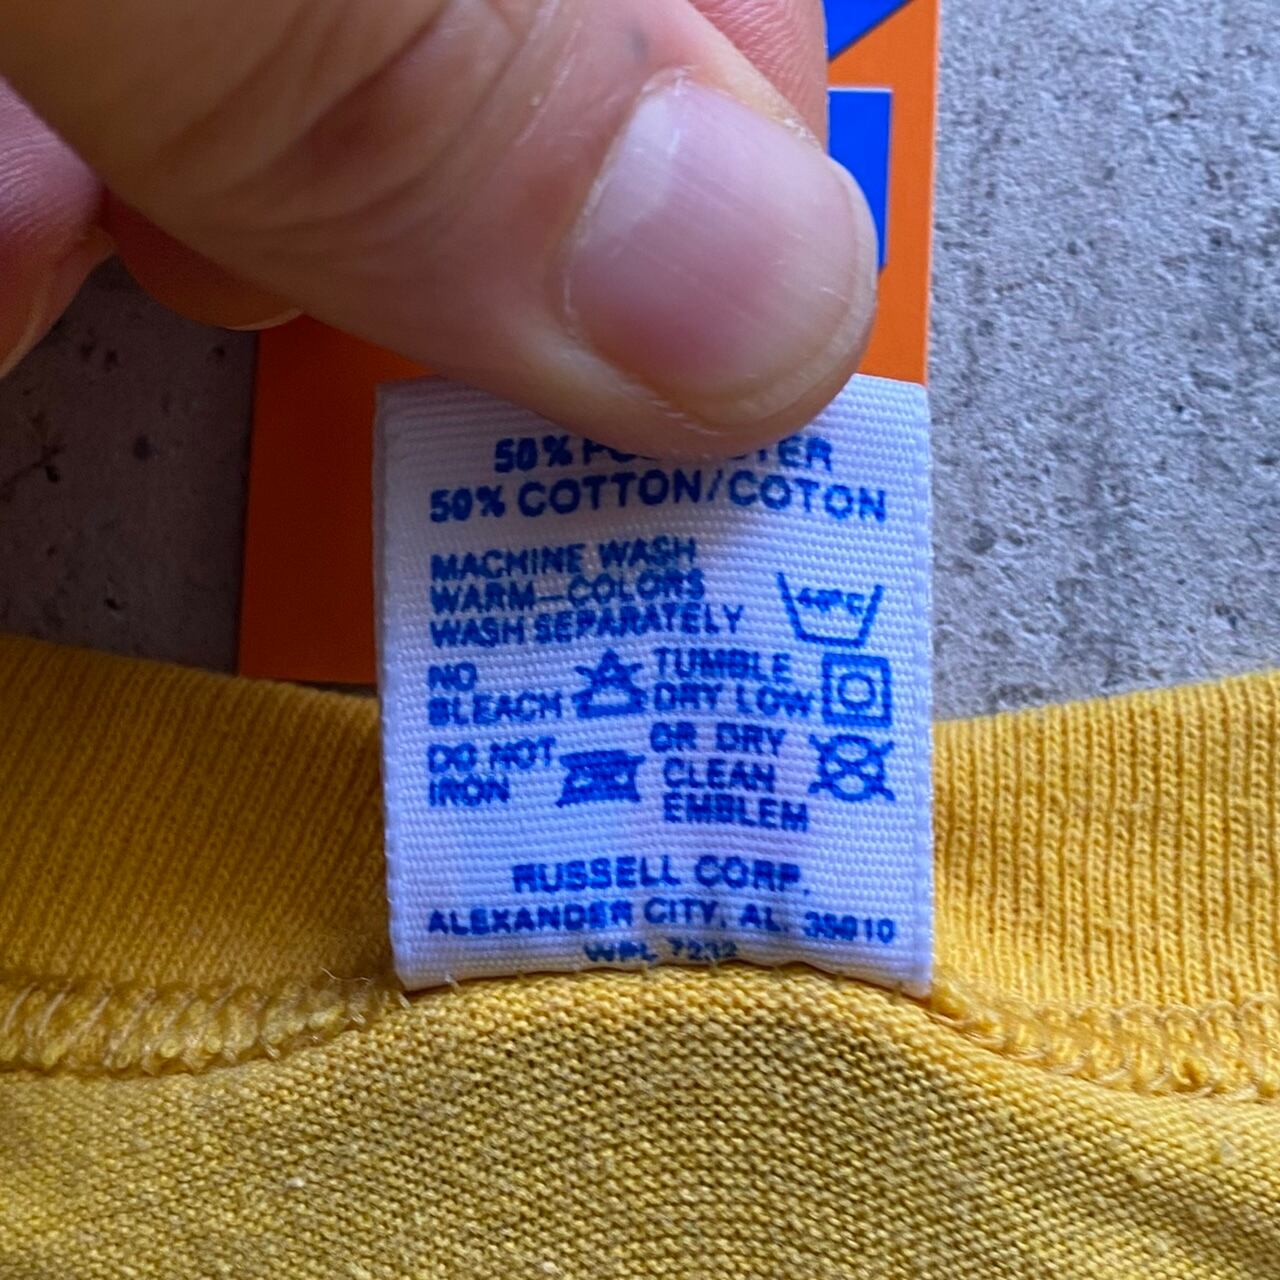 50%
50% COTTON/COTON
MACHINE WASH
WARM—COLORS
WASH SEPARATELY
40°C
NO
BLEACH
TUMBLE
DRY LOW
DO NOT
IRON
OR DRY
CLEAN
EMBLEM
RUSSELL CORP.
ALEXANDER CITY, AL. 35010
WPL 7232